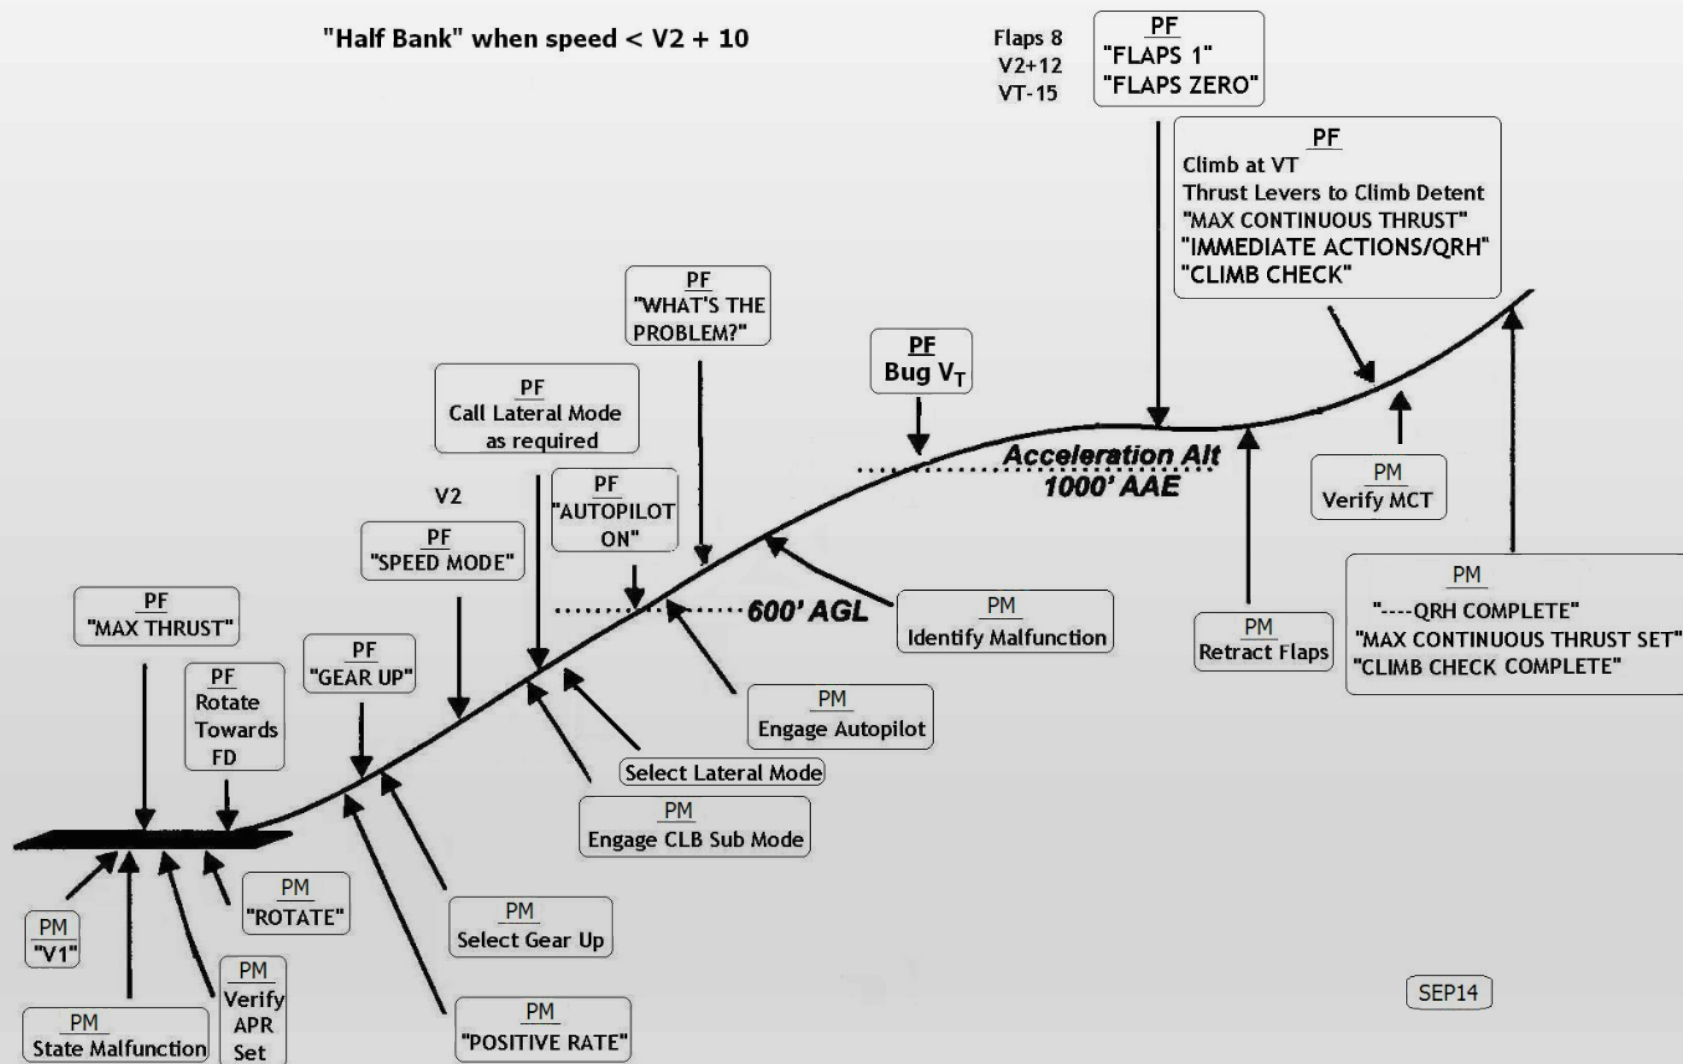 "Half Bank" when speed < V2 + 10
Flaps 8
V2+12
VT-15
PF
"FLAPS 1"
"FLAPS ZERO"
PF
Climb at VT
Thrust Levers to Climb Detent
"MAX CONTINUOUS THRUST"
"IMMEDIATE ACTIONS/QRH"
"CLIMB CHECK"
PF
"WHAT'S THE
PROBLEM?"
PF
Bug VT
PF
Call Lateral Mode
as required
Acceleration Alt
1000' AAE
PF
"AUTOPILOT
ON"
PM
Verify MCT
V2
PF
"SPEED MODE"
600' AGL
PM
Identify Malfunction
PM
Retract Flaps
PM
"----QRH COMPLETE"
"MAX CONTINUOUS THRUST SET"
"CLIMB CHECK COMPLETE"
PF
"MAX THRUST"
PF
"GEAR UP"
PF
Rotate
Towards
FD
PM
Engage Autopilot
Select Lateral Mode
PM
Engage CLB Sub Mode
PM
"ROTATE"
PM
"V1"
PM
Select Gear Up
PM
Verify
APR
Set
PM
State Malfunction
PM
"POSITIVE RATE"
SEP14